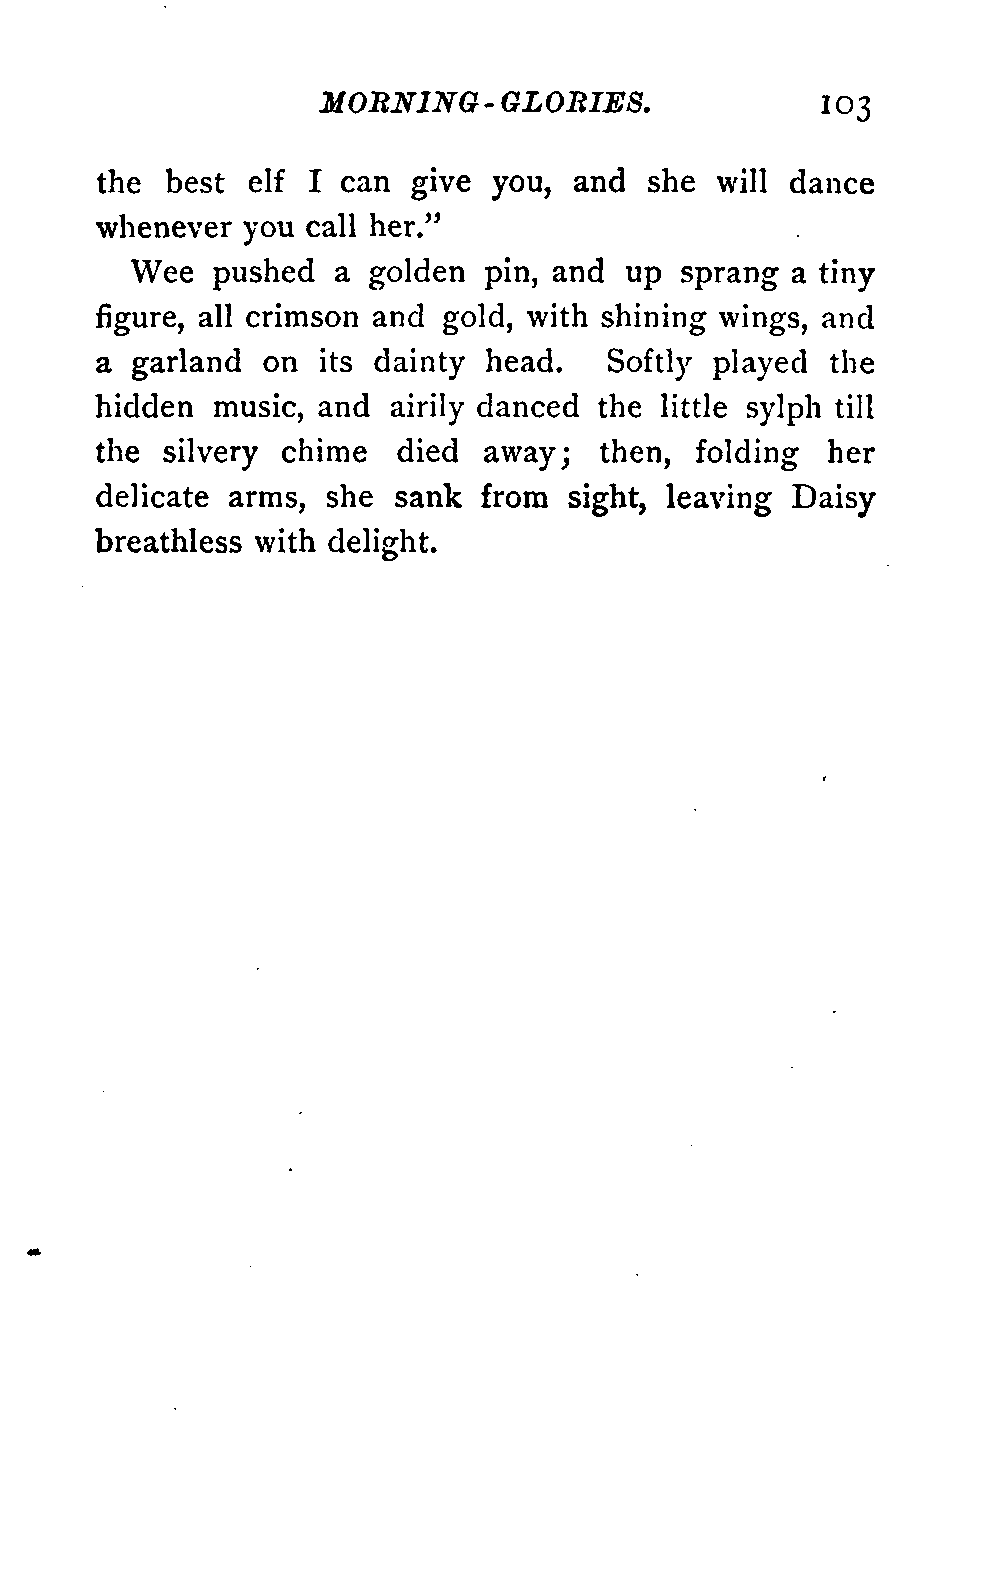 MORNING-GLORIES. 103
the best elf I can give you, and she will dance
whenever you call her.”
Wee pushed a golden pin, and up sprang a tiny
figure, all crimson and gold, with shining wings, and
a garland on its dainty head. Softly played the
hidden music, and airily danced the little sylph till
the silvery chime died away; then, folding her
delicate arms, she sank from sight, leaving Daisy
breathless with delight.